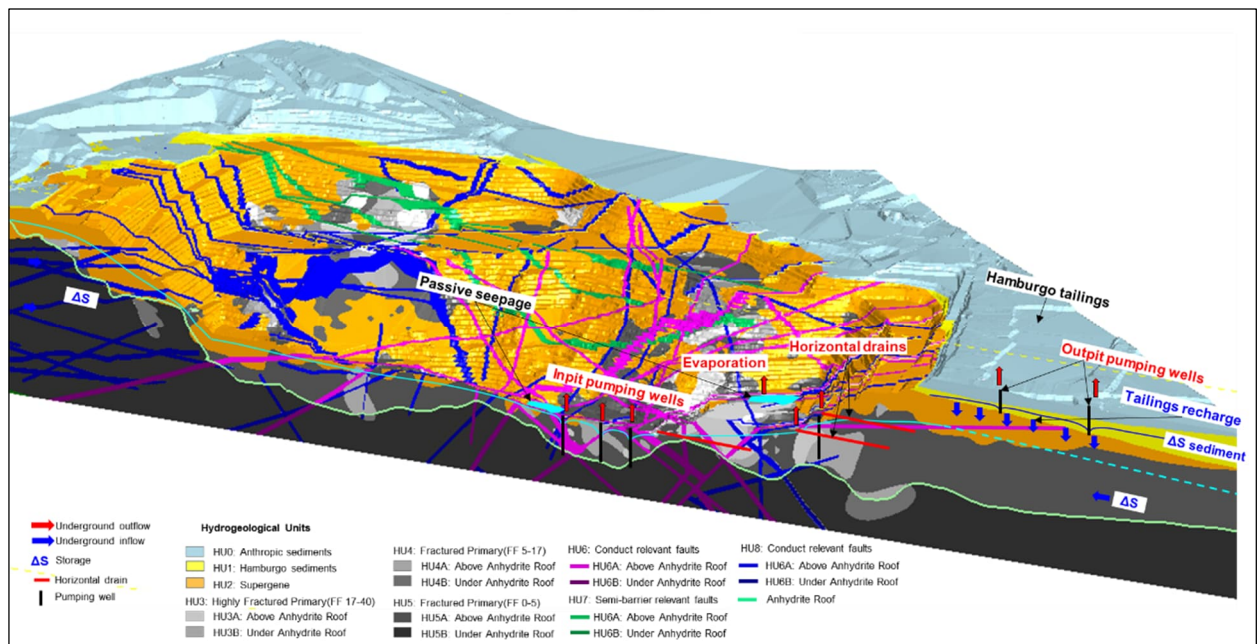 ΔS
Passive seepage
Hamburgo tailings
Horizontal drains
Evaporation
Outpit pumping wells
Inpit pumping wells
Tailings recharge
ΔS sediment
ΔS
Underground outflow
Underground inflow
ΔS Storage
Horizontal drain
Pumping well
Hydrogeological Units
HU0: Anthropic sediments
HU1: Hamburgo sediments
HU2: Supergene
HU3: Highly Fractured Primary(FF 17-40)
HU3A: Above Anhydrite Roof
HU3B: Under Anhydrite Roof
HU4: Fractured Primary(FF 5-17)
HU4A: Above Anhydrite Roof
HU4B: Under Anhydrite Roof
HU5: Fractured Primary(FF 0-5)
HU5A: Above Anhydrite Roof
HU5B: Under Anhydrite Roof
HU6: Conduct relevant faults
HU6A: Above Anhydrite Roof
HU6B: Under Anhydrite Roof
HU7: Semi-barrier relevant faults
HU6A: Above Anhydrite Roof
HU6B: Under Anhydrite Roof
HU8: Conduct relevant faults
HU6A: Above Anhydrite Roof
HU6B: Under Anhydrite Roof
Anhydrite Roof